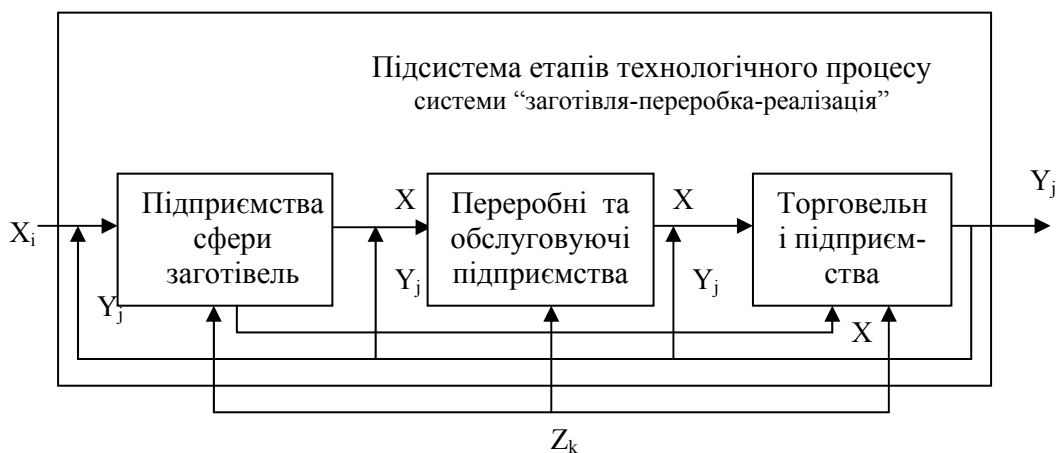 Підсистема етапів технологічного процесу
системи “заготівля-переробка-реалізація”
Y_j
X_i
Підприємства
сфери
заготівель
X
Переробні та
обслуговуючі
підприємства
X
Торговельн
і підприєм-
ства
Y_j
Y_j
Y_j
X
Z_k